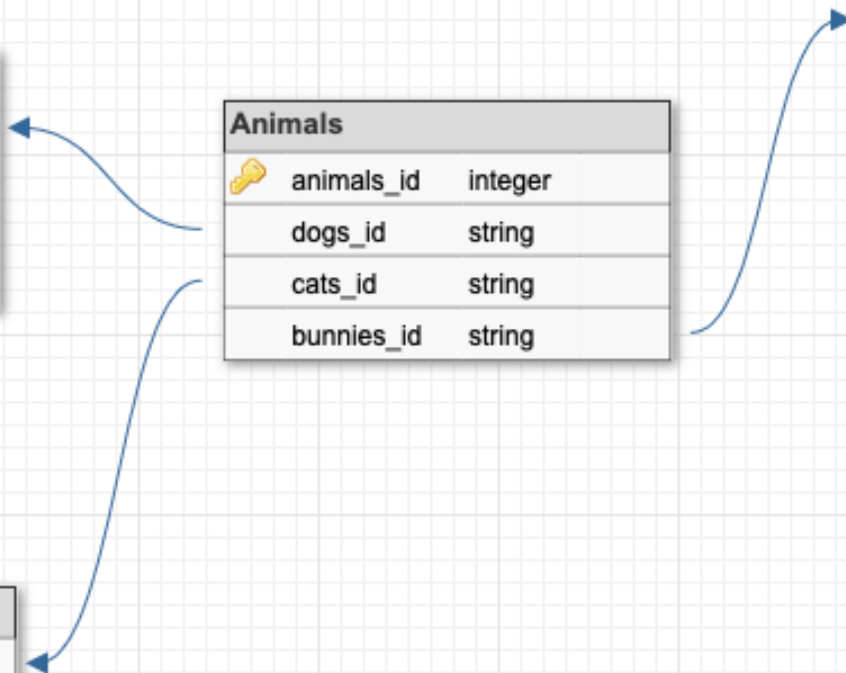 Animals
animals_id integer
dogs_id string
cats_id string
bunnies_id string